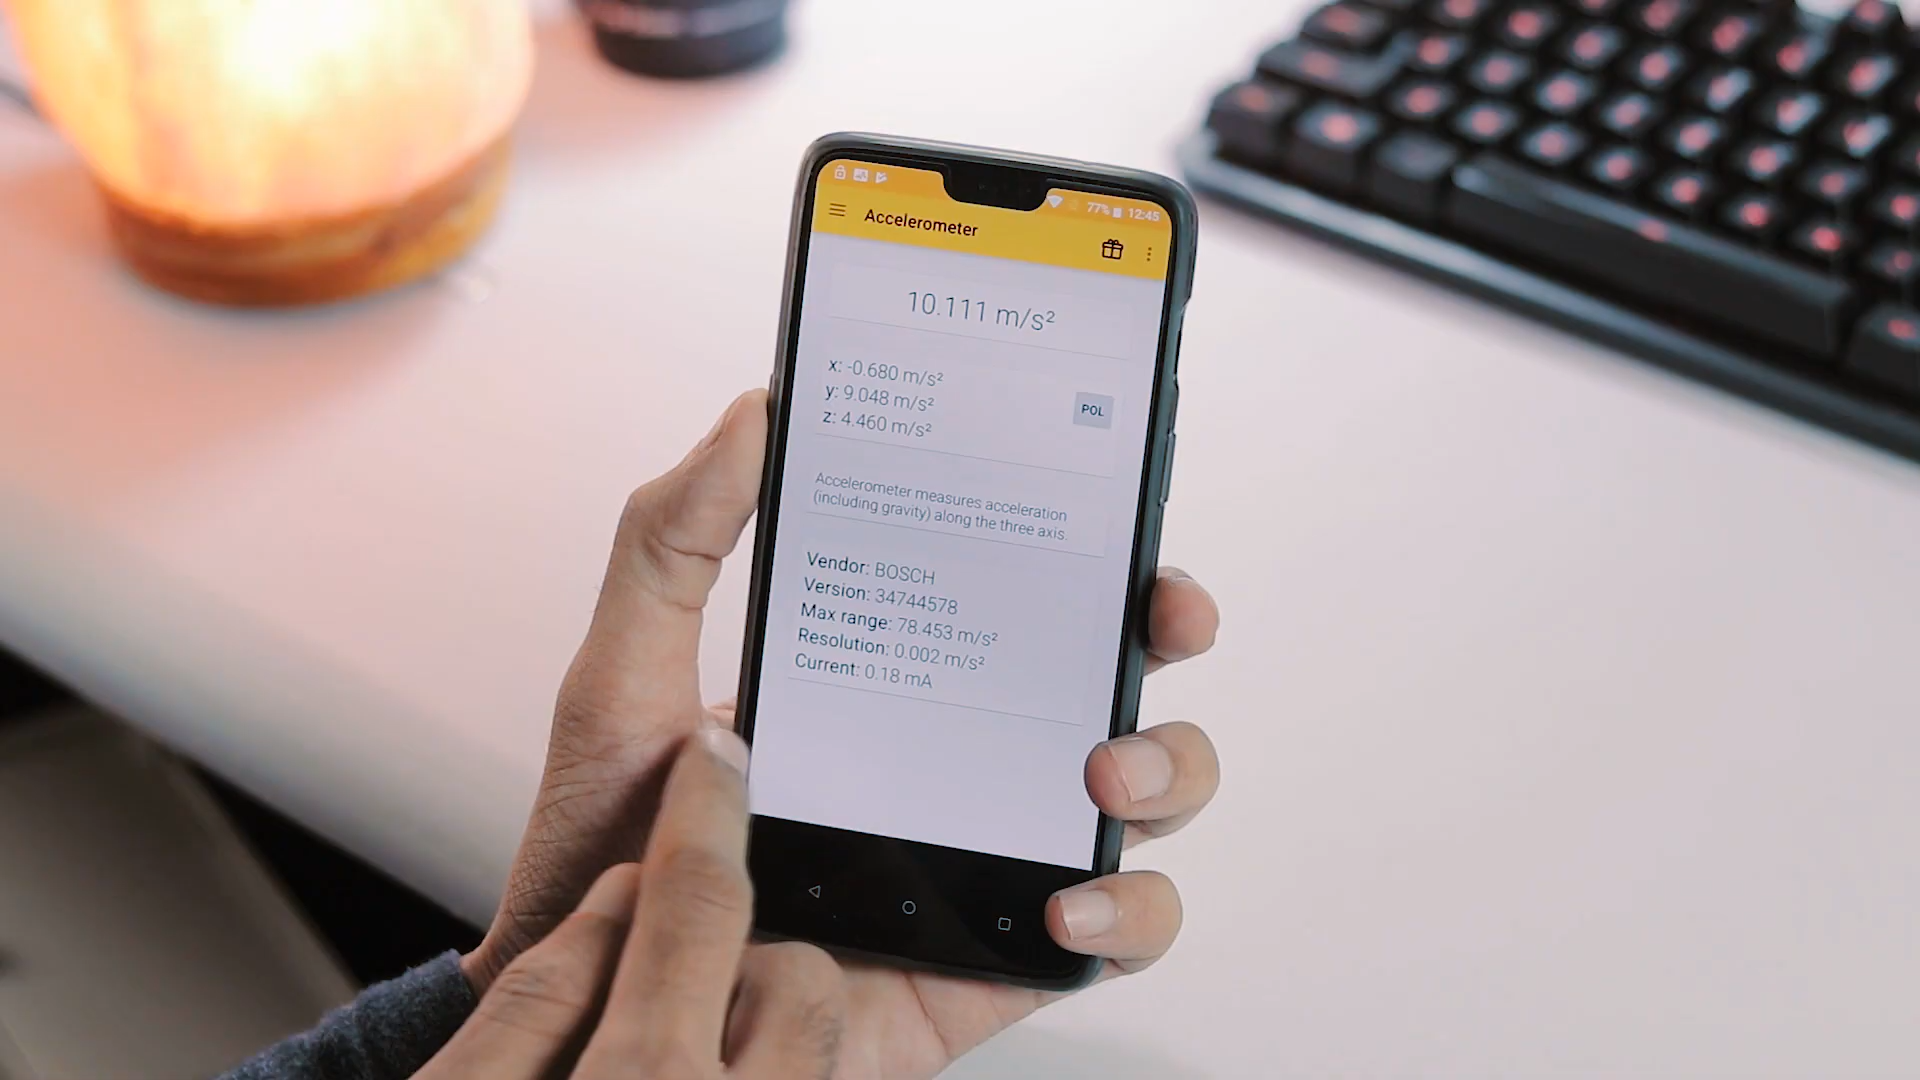 77% 12:45
Accelerometer
10.111 m/s²
x: -0.680 m/s²
y: 9.048 m/s²
z: 4.460 m/s²
POL
Accelerometer measures acceleration
(including gravity) along the three axis.
Vendor: BOSCH
Version: 34744578
Max range: 78.453 m/s²
Resolution: 0.002 m/s²
Current: 0.18 mA